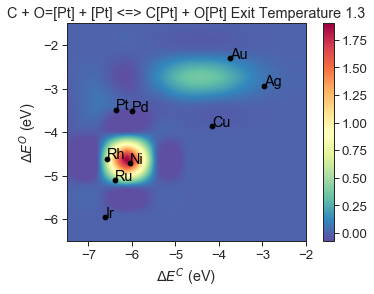 C + O=[Pt] + [Pt] <=> C[Pt] + O[Pt] Exit Temperature 1.3
−2
−3
−4
−5
−6
ΔE^O (eV)
Au
Ag
Pt
Pd
Cu
Rh
Ni
Ru
Ir
−7
−6
−5
−4
−3
−2
ΔE^C (eV)
1.75
1.50
1.25
1.00
0.75
0.50
0.25
0.00